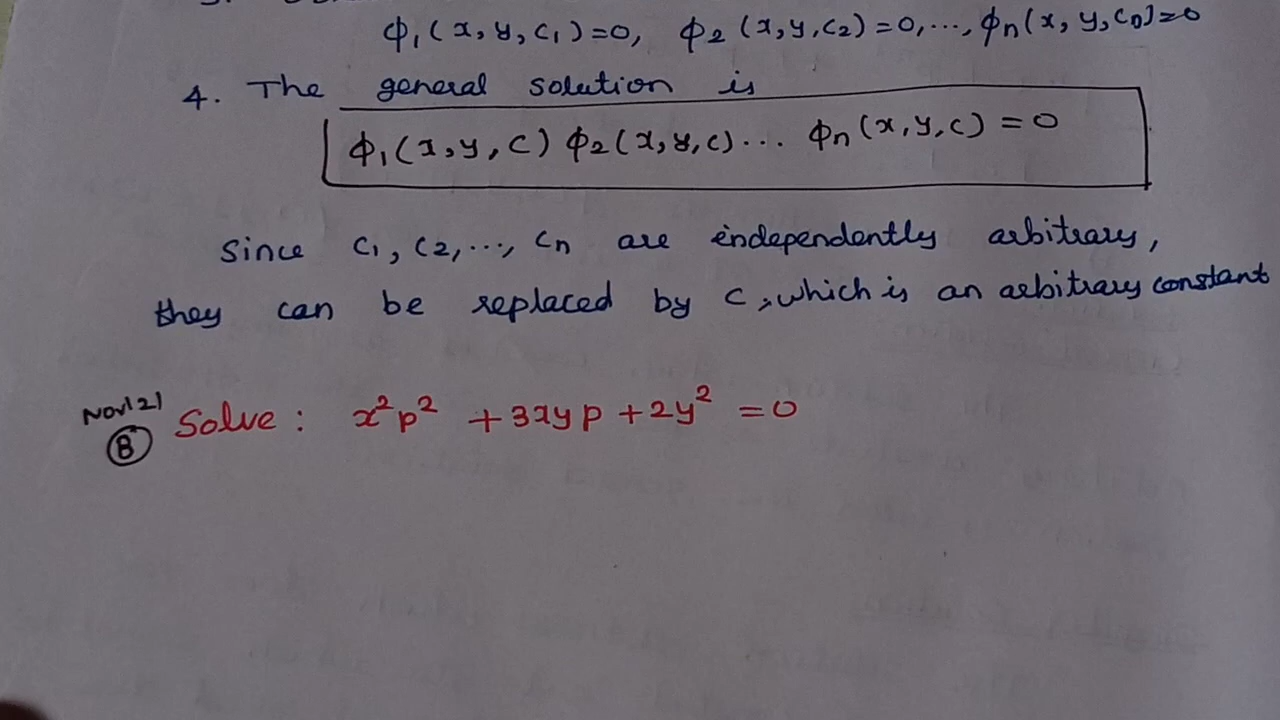 ϕ₁(x, y, c₁)=0, ϕ₂ (x,y,c₂) =0,..., ϕn(x, y, cn)=0
4. The general solution is
ϕ₁(x,y,c) ϕ₂(x,y,c)... ϕn(x,y,c) = 0
Since c₁, c₂,..., cn are independently arbitrary,
they can be replaced by c, which is an arbitrary constant
Nov'21
B Solve : x²p² + 3xyp + 2y² = 0